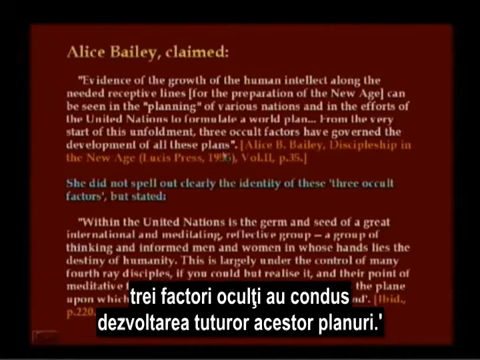 Alice Bailey, claimed:
"Evidence of the growth of the human intellect along the
needed receptive lines [for the preparation of the New Age] can
be seen in the "planning" of various nations and in the efforts of
the United Nations to formulate a world plan... From the very
start of this unfoldment, three occult factors have governed the
development of all these plans". [Alice B. Bailey, Discipleship in
the New Age (Lucis Press, Vol.II, p.35.]
She did not spell out clearly the identity of these 'three occult
factors', but stated:
"Within the United Nations is the germ and seed of a great
international and meditating, reflective group – a group of
thinking and informed men and women in whose hands lies the
destiny of humanity. This is largely under the control of many
fourth ray disciples, if you could but realise it, and their point of
meditative the plane
upon which [Ibid.,
p.220.
trei factori oculţi au condus
dezvoltarea tuturor acestor planuri.'